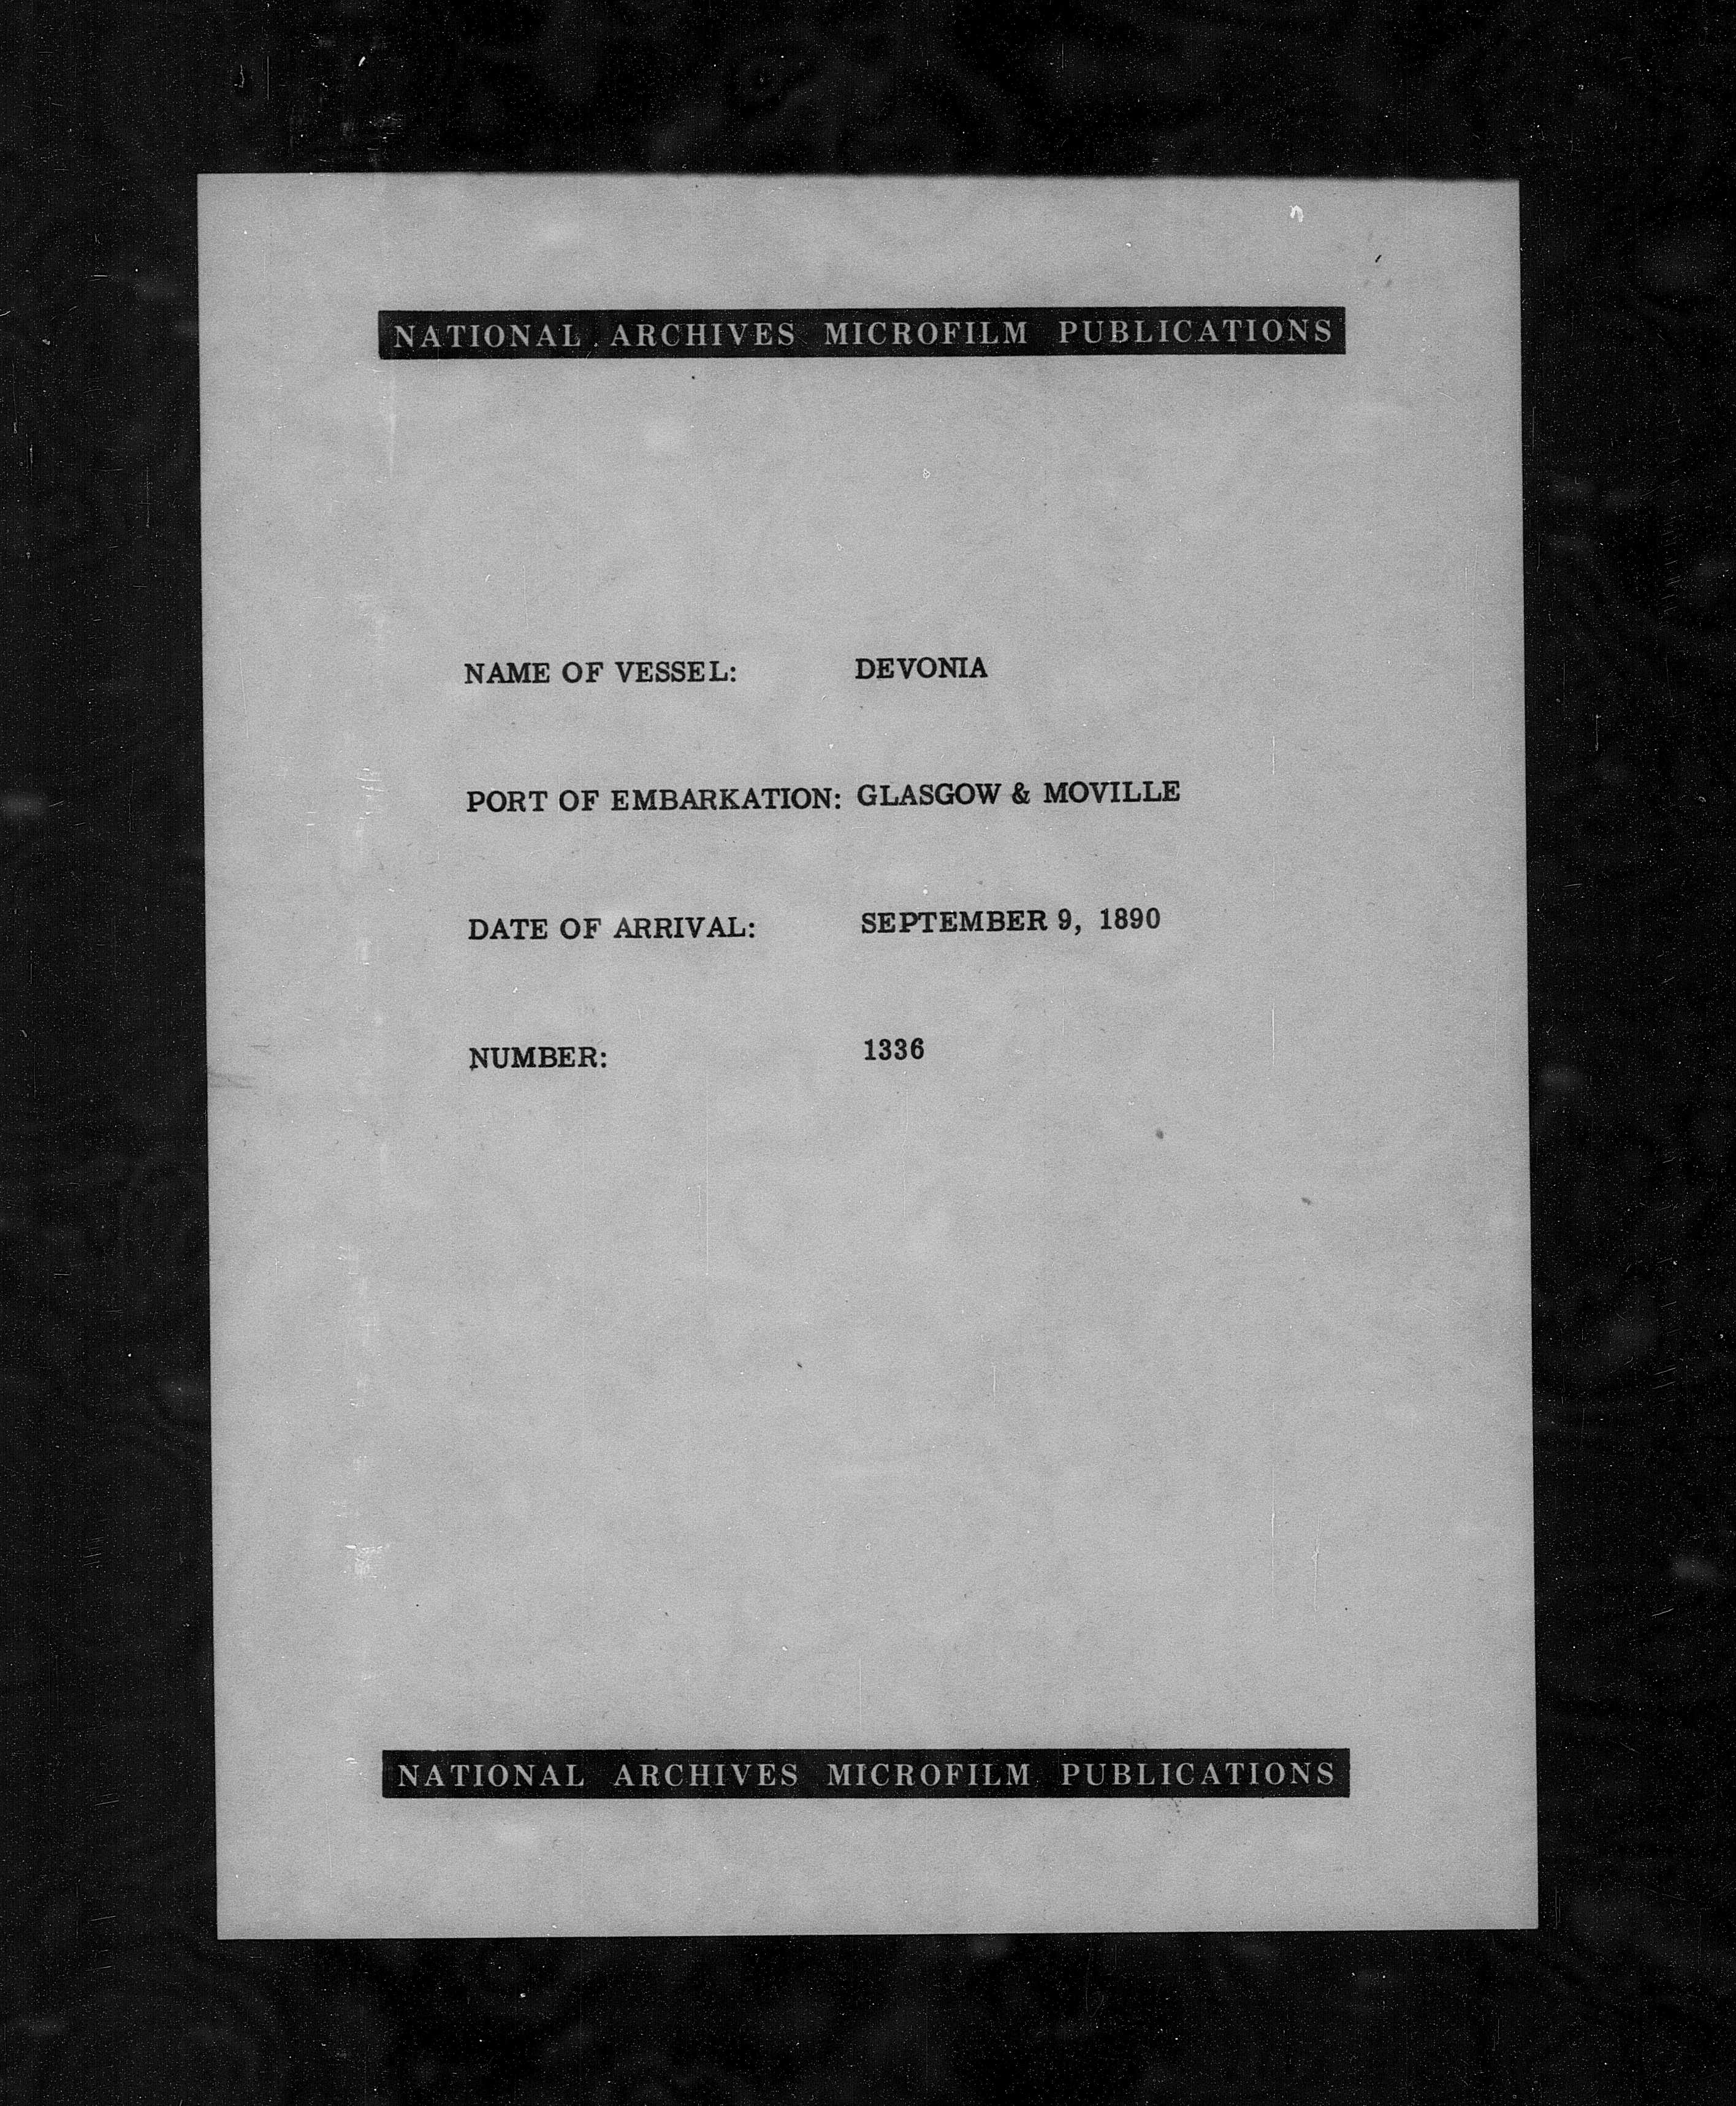 NATIONAL ARCHIVES MICROFILM PUBLICATIONS
NAME OF VESSEL: DEVONIA
PORT OF EMBARKATION: GLASGOW & MOVILLE
DATE OF ARRIVAL: SEPTEMBER 9, 1890
NUMBER: 1336
NATIONAL ARCHIVES MICROFILM PUBLICATIONS